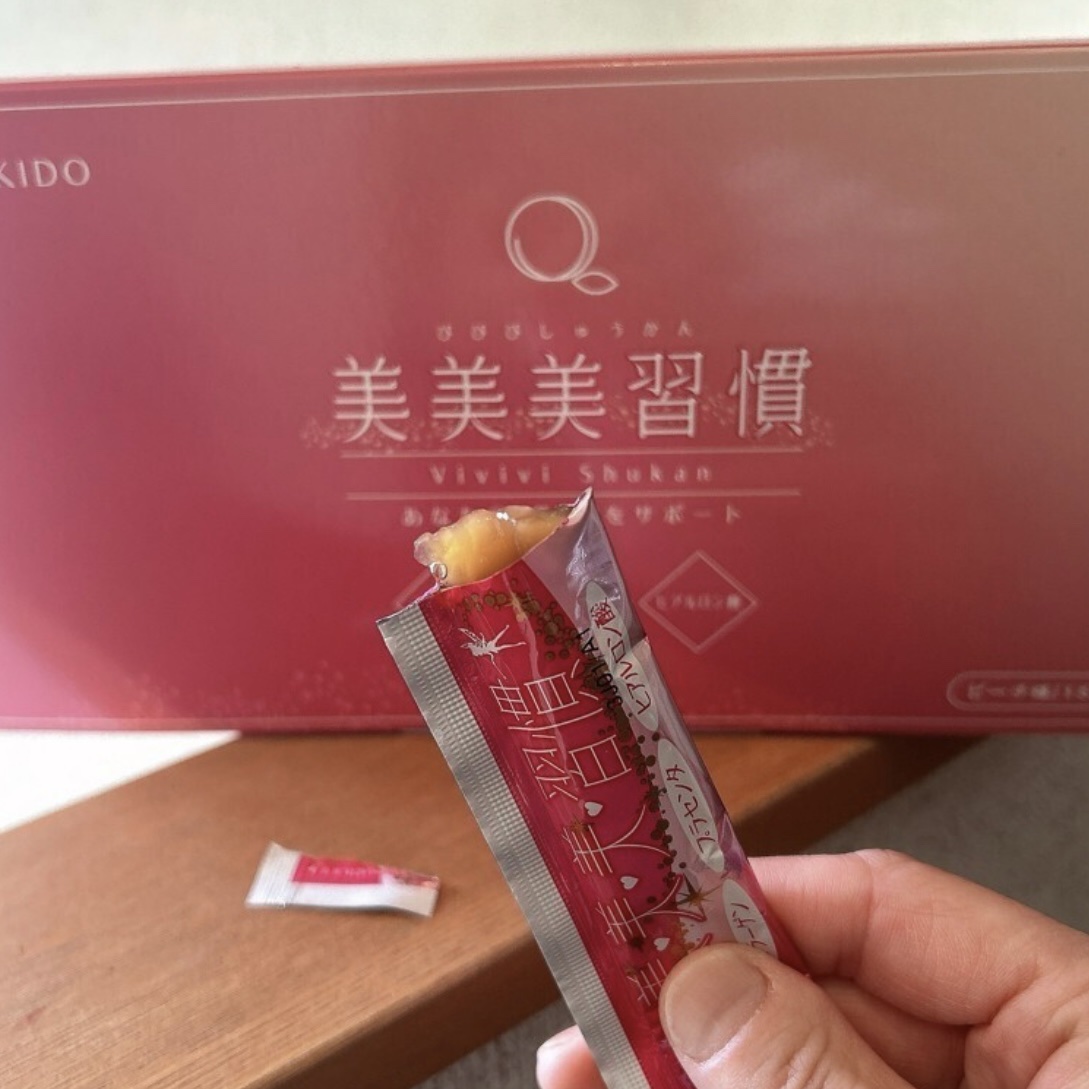 KIDO
びびびしゅうかん
美美美習慣
Vivivi Shukan
をサポート
ヒアルロン酸
美美美習慣
ヒアルロン酸
プラセンタ